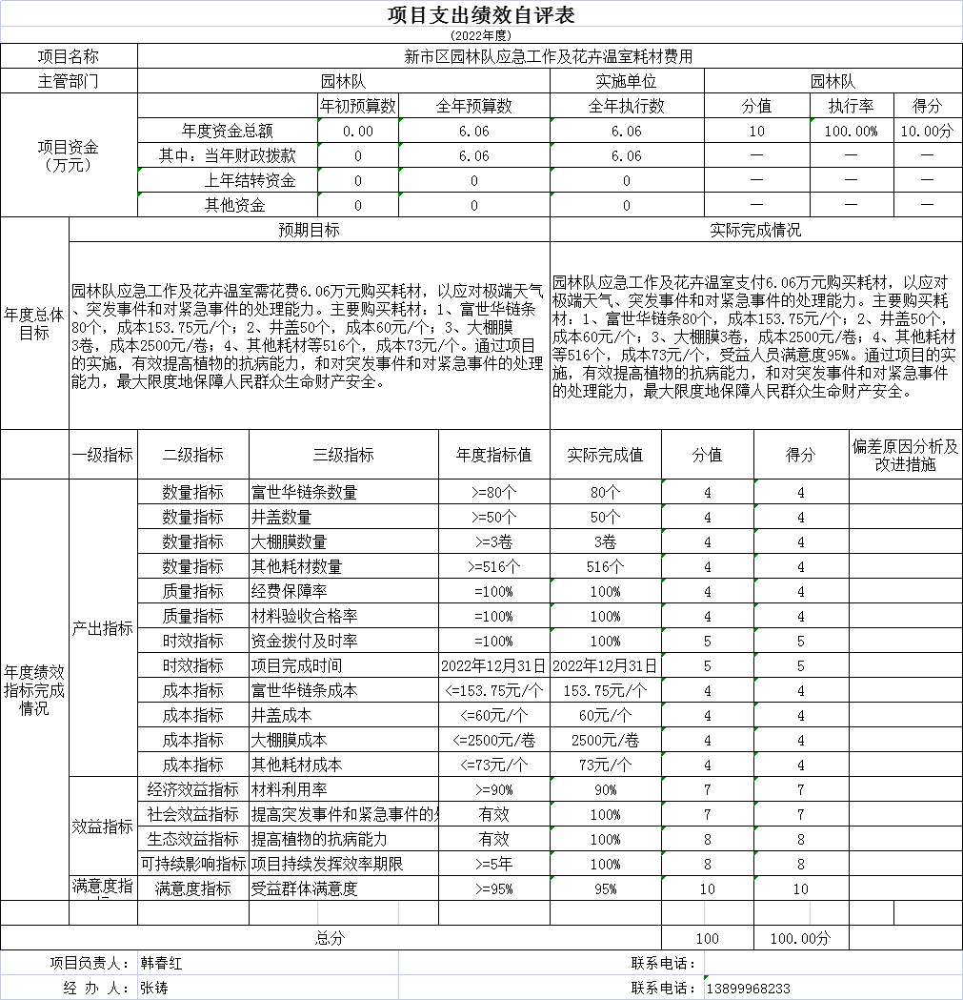 项目支出绩效自评表
(2022年度)
项目名称 新市区园林队应急工作及花卉温室耗材费用
主管部门 园林队 实施单位 园林队
项目资金
（万元）
年初预算数 全年预算数 全年执行数 分值 执行率 得分
年度资金总额 0.00 6.06 6.06 10 100.00% 10.00分
其中：当年财政拨款 0 6.06 6.06 — — —
上年结转资金 0 0 0 — — —
其他资金 0 0 0 — — —
年度总体
目标
预期目标 实际完成情况
园林队应急工作及花卉温室需花费6.06万元购买耗材，以应对极端天气
、突发事件和对紧急事件的处理能力。主要购买耗材：1、富世华链条
80个，成本153.75元/个；2、井盖50个，成本60元/个；3、大棚膜
3卷，成本2500元/卷；4、其他耗材等516个，成本73元/个。通过项目
的实施，有效提高植物的抗病能力，和对突发事件和对紧急事件的处理
能力，最大限度地保障人民群众生命财产安全。
园林队应急工作及花卉温室支付6.06万元购买耗材，以应对
极端天气、突发事件和对紧急事件的处理能力。主要购买耗
材：1、富世华链条80个，成本153.75元/个；2、井盖50个，
成本60元/个；3、大棚膜3卷，成本2500元/卷；4、其他耗材
等516个，成本73元/个，受益人员满意度95%。通过项目的实
施，有效提高植物的抗病能力，和对突发事件和对紧急事件
的处理能力，最大限度地保障人民群众生命财产安全。
一级指标 二级指标 三级指标 年度指标值 实际完成值 分值 得分 偏差原因分析及
改进措施
年度绩效
指标完成
情况
产出指标
数量指标 富世华链条数量 >=80个 80个 4 4
数量指标 井盖数量 >=50个 50个 4 4
数量指标 大棚膜数量 >=3卷 3卷 4 4
数量指标 其他耗材数量 >=516个 516个 4 4
质量指标 经费保障率 =100% 100% 4 4
质量指标 材料验收合格率 =100% 100% 4 4
时效指标 资金拨付及时率 =100% 100% 5 5
时效指标 项目完成时间 2022年12月31日 2022年12月31日 5 5
成本指标 富世华链条成本 <=153.75元/个 153.75元/个 4 4
成本指标 井盖成本 <=60元/个 60元/个 4 4
成本指标 大棚膜成本 <=2500元/卷 2500元/卷 4 4
成本指标 其他耗材成本 <=73元/个 73元/个 4 4
效益指标
经济效益指标 材料利用率 >=90% 90% 7 7
社会效益指标 提高突发事件和紧急事件的 有效 100% 7 7
生态效益指标 提高植物的抗病能力 有效 100% 8 8
可持续影响指标 项目持续发挥效率期限 >=5年 100% 8 8
满意度指 满意度指标 受益群体满意度 >=95% 95% 10 10
总分 100 100.00分
项目负责人： 韩春红 联系电话：
经 办 人： 张铸 联系电话： 13899968233